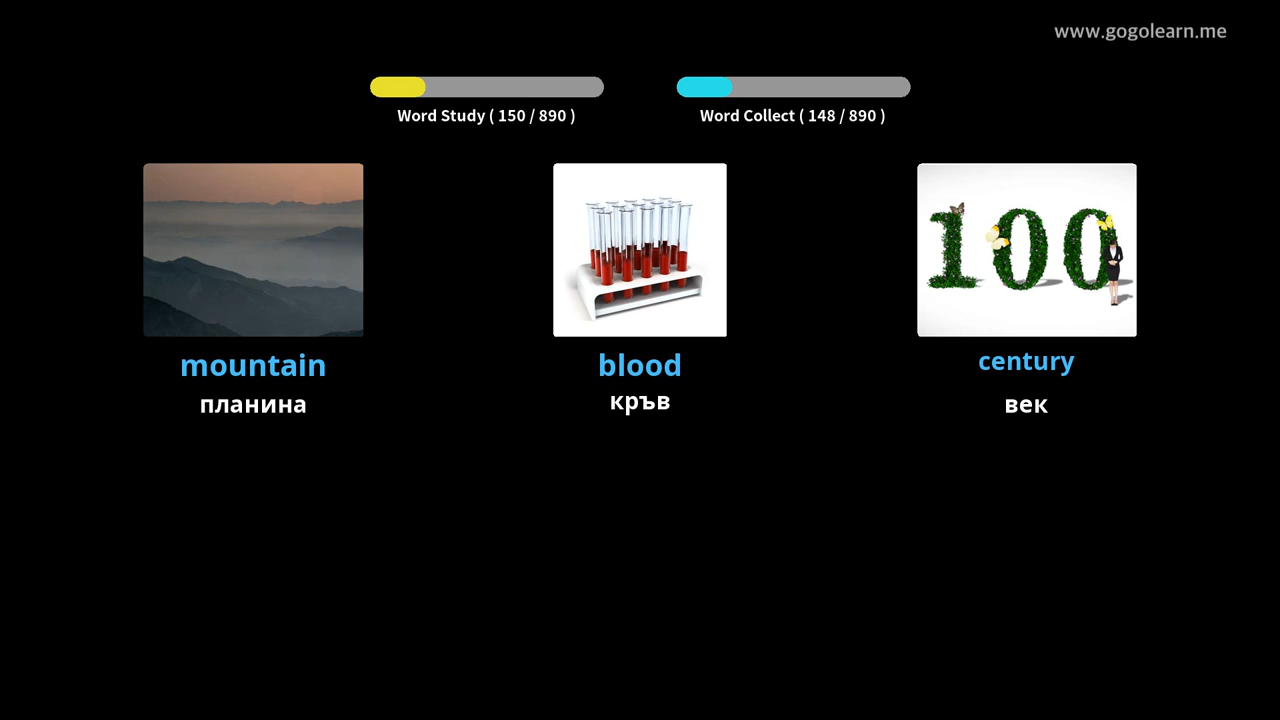 www.gogolearn.me
Word Study ( 150 / 890 )
Word Collect ( 148 / 890 )
100
mountain
blood
century
планина
кръв
век